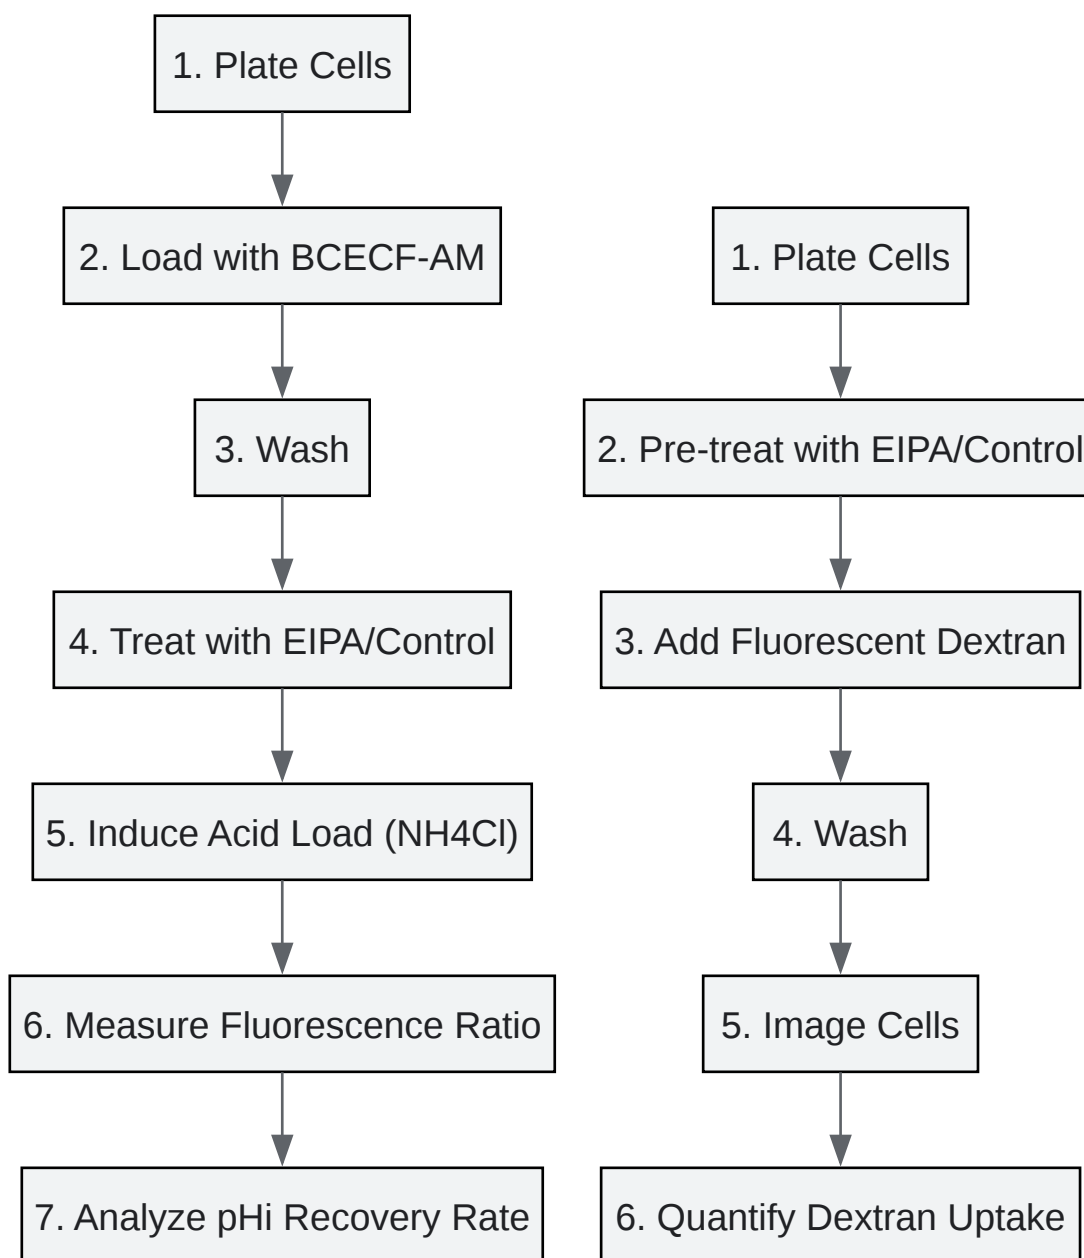 1. Plate Cells
2. Load with BCECF-AM
3. Wash
4. Treat with EIPA/Control
5. Induce Acid Load (NH4Cl)
6. Measure Fluorescence Ratio
7. Analyze pHi Recovery Rate
1. Plate Cells
2. Pre-treat with EIPA/Control
3. Add Fluorescent Dextran
4. Wash
5. Image Cells
6. Quantify Dextran Uptake